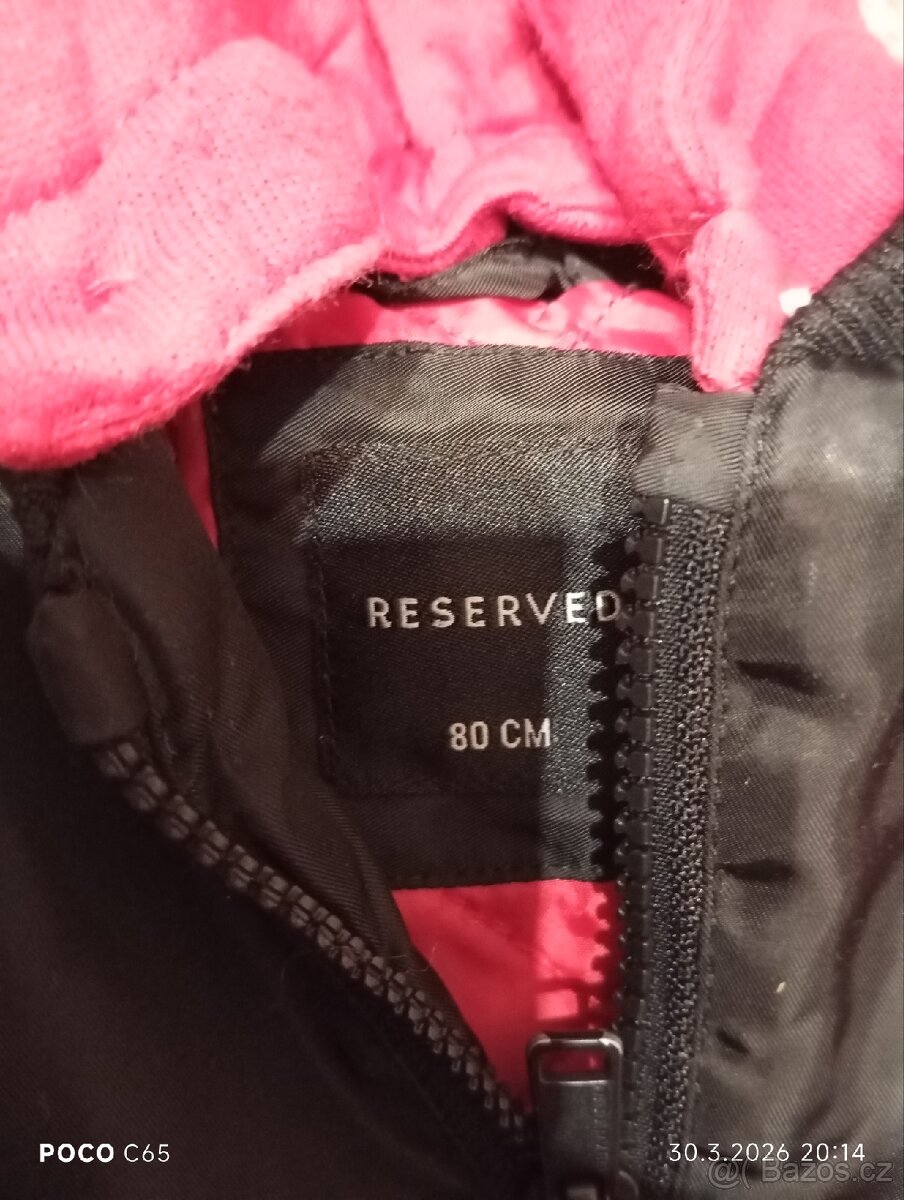 RESERVED
80 CM
POCO C65
30.3.2026 20:14
@ Bazos.cz